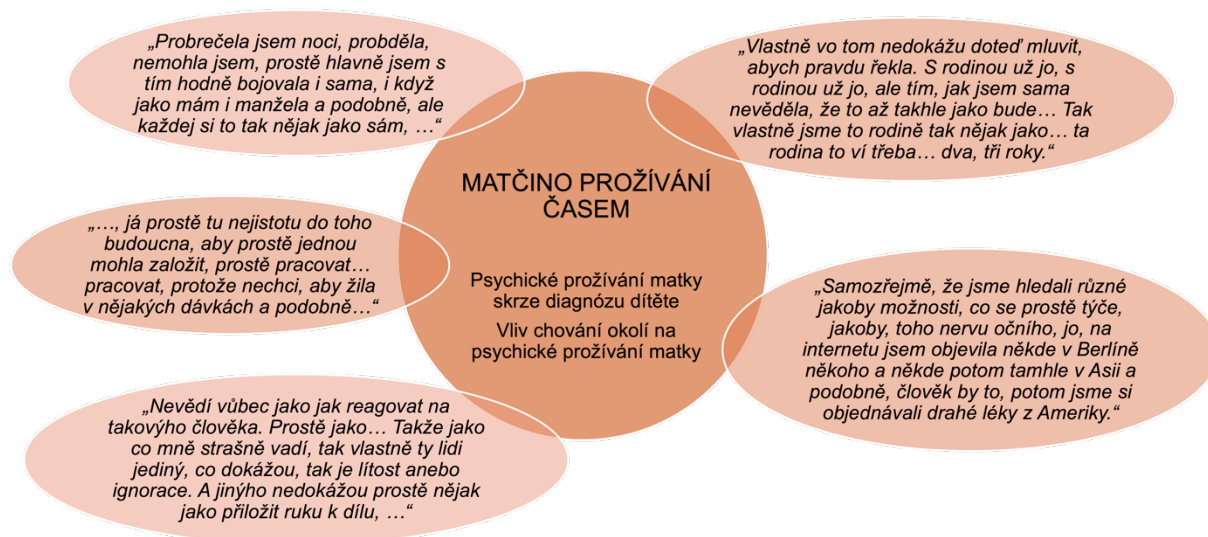 „Probrečela jsem noci, probděla,
nemohla jsem, prostě hlavně jsem s
tím hodně bojovala i sama, i když
jako mám i manžela a podobně, ale
každej si to tak nějak jako sám, …“
„Vlastně vo tom nedokážu doteď mluvit,
abych pravdu řekla. S rodinou už jo, s
rodinou už jo, ale tím, jak jsem sama
nevěděla, že to až takhle jako bude… Tak
vlastně jsme to rodině tak nějak jako… ta
rodina to ví třeba… dva, tři roky.“
MATČINO PROŽÍVÁNÍ
ČASEM
Psychické prožívání matky
skrze diagnózu dítěte
Vliv chování okolí na
psychické prožívání matky
„…, já prostě tu nejistotu do toho
budoucna, aby prostě jednou
mohla založit, prostě pracovat…
pracovat, protože nechci, aby žila
v nějakých dávkách a podobně…“
„Samozřejmě, že jsme hledali různé
jakoby možnosti, co se prostě týče,
jakoby, toho nervu očního, jo, na
internetu jsem objevila někde v Berlíně
někoho a někde potom tamhle v Asii a
podobně, člověk by to, potom jsme si
objednávali drahé léky z Ameriky.“
„Nevědí vůbec jako jak reagovat na
takovýho člověka. Prostě jako… Takže jako
co mně strašně vadí, tak vlastně ty lidi
jediný, co dokážou, tak je lítost anebo
ignorace. A jinýho nedokážou prostě nějak
jako přiložit ruku k dílu, …“